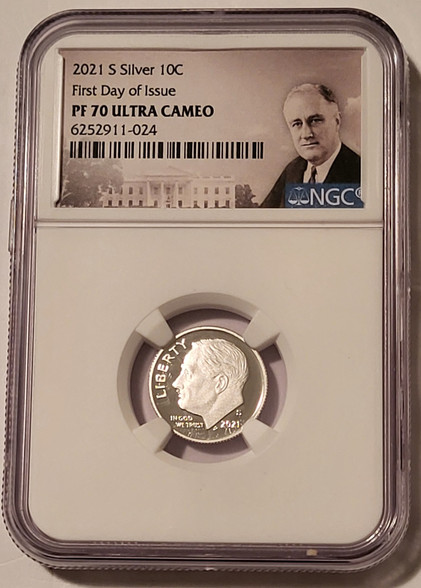 2021 S Silver 10C
First Day of Issue
PF 70 ULTRA CAMEO
6252911-024
NGC®
LIBERTY
IN GOD
WE TRUST
S
2021